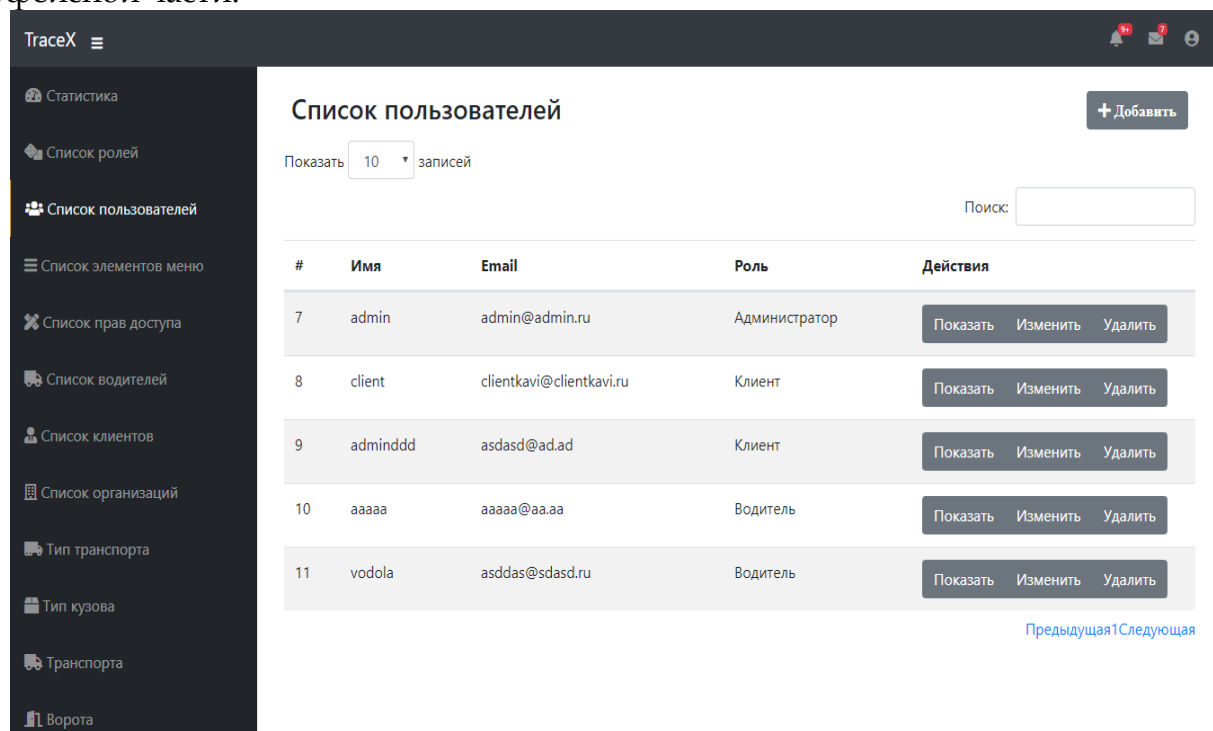 TraceX
9+
7
Статистика
Список ролей
Список пользователей
Список элементов меню
Список прав доступа
Список водителей
Список клиентов
Список организаций
Тип транспорта
Тип кузова
Транспорта
Ворота
Список пользователей
Добавить
Показать 10 записей
Поиск:
# Имя Email Роль Действия
7 admin admin@admin.ru Администратор Показать Изменить Удалить
8 client clientkavi@clientkavi.ru Клиент Показать Изменить Удалить
9 adminddd asdasd@ad.ad Клиент Показать Изменить Удалить
10 aaaaa aaaaa@aa.aa Водитель Показать Изменить Удалить
11 vodola asddas@sdasd.ru Водитель Показать Изменить Удалить
Предыдущая1Следующая